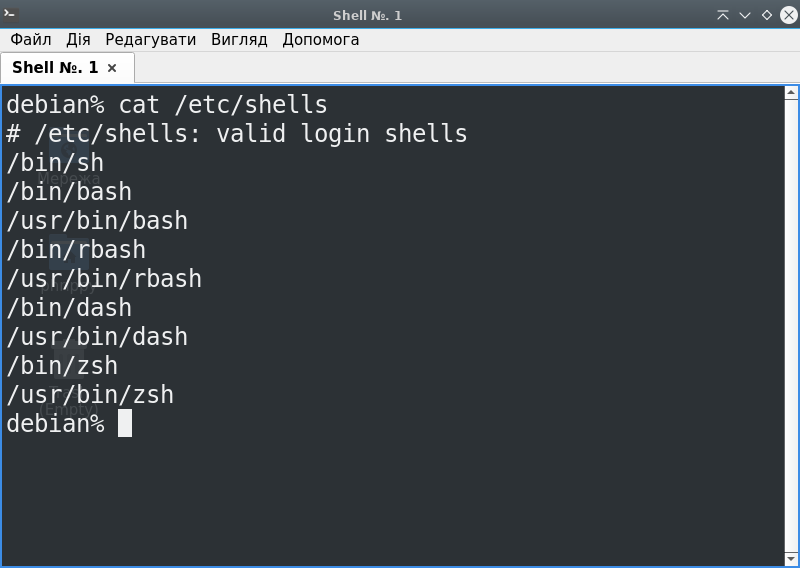 Shell №. 1
Файл Дія Редагувати Вигляд Допомога
Shell №. 1
debian% cat /etc/shells
# /etc/shells: valid login shells
/bin/sh
Мережа
/bin/bash
/usr/bin/bash
/bin/rbash
/usr/bin/rbash
/bin/dash
/usr/bin/dash
/bin/zsh
/usr/bin/zsh
(Empty)
debian%